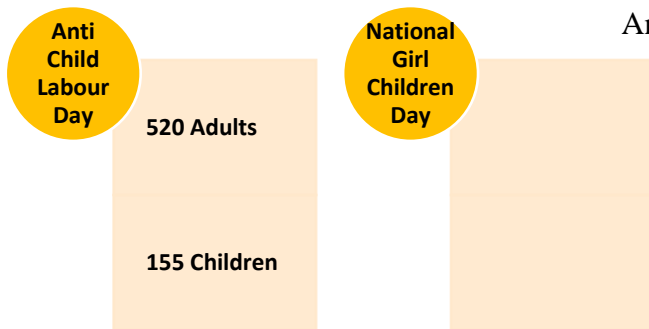 Anti
Child
Labour
Day
520 Adults
155 Children
National
Girl
Children
Day